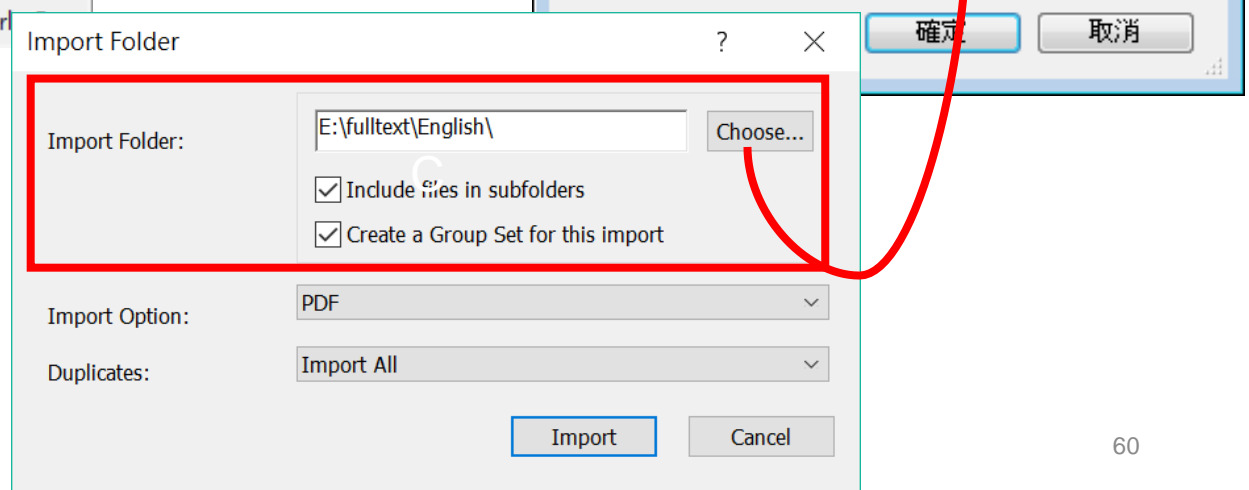 Import Folder
?
確定
取消
Import Folder:
E:\fulltext\English\
Choose...
C
Include files in subfolders
Create a Group Set for this import
Import Option:
PDF
Duplicates:
Import All
Import
Cancel
60